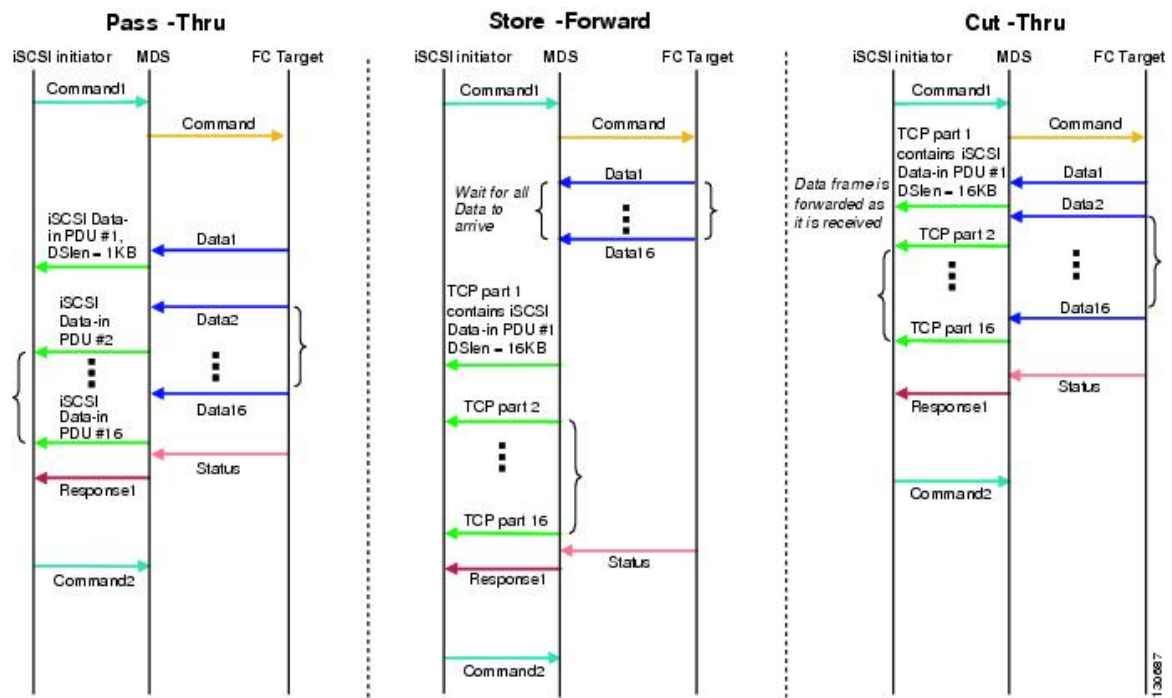 Pass -Thru
iSCSI initiator
MDS
FC Target
Command1
Command
iSCSI Data-
in PDU #1,
DSlen = 1KB
Data1
iSCSI
Data-in
PDU #2
Data2
iSCSI
Data-in
PDU #16
Data16
Status
Response1
Command2
Store -Forward
iSCSI initiator
MDS
FC Target
Command1
Command
Wait for all
Data to
arrive
Data1
Data16
TCP part 1
contains iSCSI
Data-in PDU #1
DSlen = 16KB
TCP part 2
TCP part 16
Status
Response1
Command2
Cut -Thru
iSCSI initiator
MDS
FC Target
Command1
Command
TCP part 1
contains iSCSI
Data-in PDU #1
DSlen = 16KB
Data frame is
forwarded as
it is received
Data1
Data2
TCP part 2
Data16
TCP part 16
Status
Response1
Command2
130687